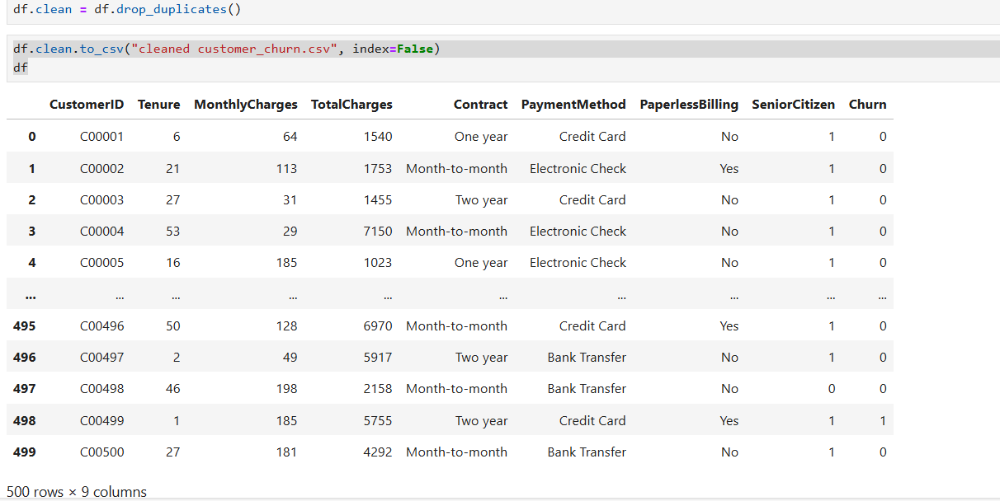 df.clean = df.drop_duplicates()
df.clean.to_csv("cleaned customer_churn.csv", index=False)
df
CustomerID Tenure MonthlyCharges TotalCharges Contract PaymentMethod PaperlessBilling SeniorCitizen Churn
0 C00001 6 64 1540 One year Credit Card No 1 0
1 C00002 21 113 1753 Month-to-month Electronic Check Yes 1 0
2 C00003 27 31 1455 Two year Credit Card No 1 0
3 C00004 53 29 7150 Month-to-month Electronic Check No 1 0
4 C00005 16 185 1023 One year Electronic Check No 1 0
... ... ... ... ... ... ... ... ... ...
495 C00496 50 128 6970 Month-to-month Credit Card Yes 1 0
496 C00497 2 49 5917 Two year Bank Transfer No 1 0
497 C00498 46 198 2158 Month-to-month Bank Transfer No 0 0
498 C00499 1 185 5755 Two year Credit Card Yes 1 1
499 C00500 27 181 4292 Month-to-month Bank Transfer No 1 0
500 rows × 9 columns